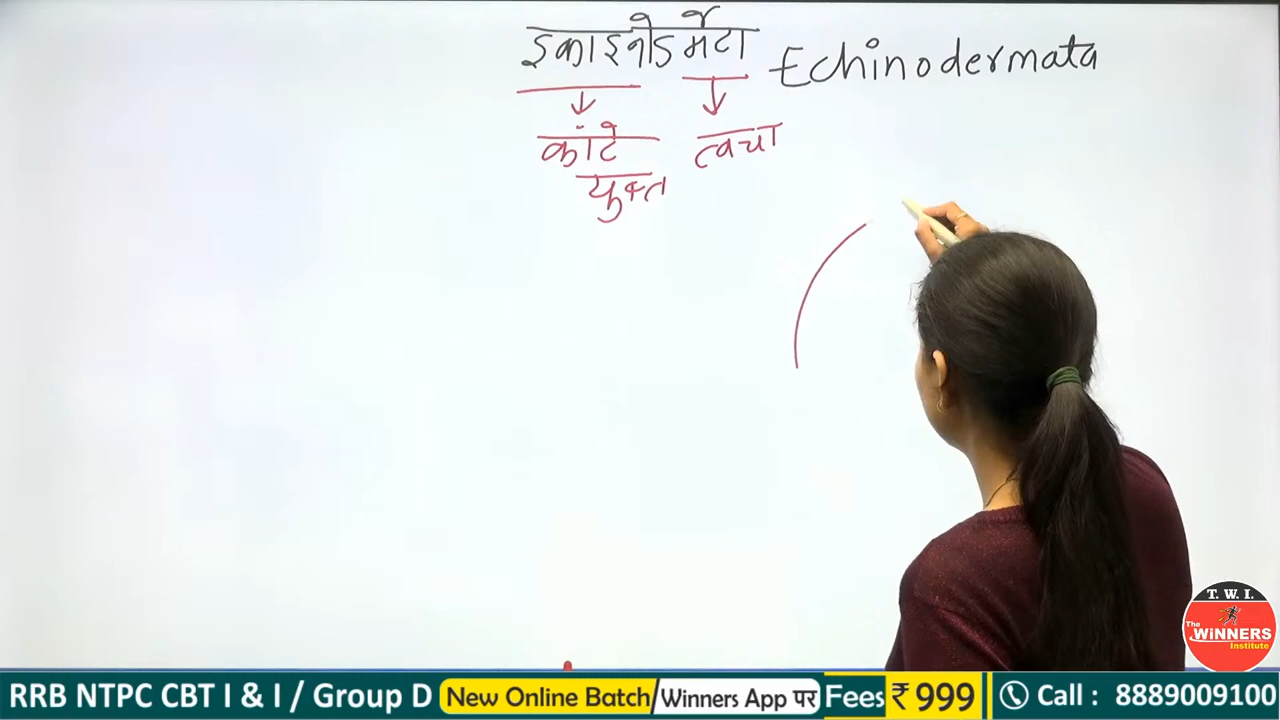 इकाइनोडर्मेटा Echinodermata
कांटे त्वचा
युक्त
T. W. I.
The
WiNNERS
Institute
RRB NTPC CBT I & I / Group D New Online Batch Winners App पर Fees ₹ 999 Call : 8889009100